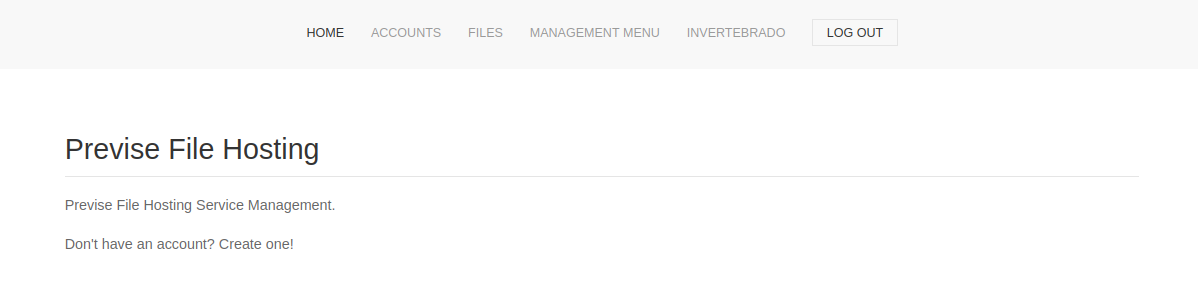 HOME ACCOUNTS FILES MANAGEMENT MENU INVERTEBRADO LOG OUT
Previse File Hosting
Previse File Hosting Service Management.
Don't have an account? Create one!